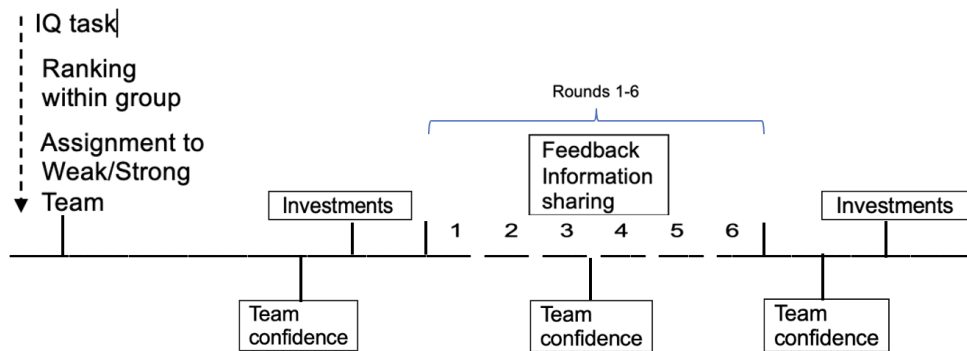 IQ task
Ranking
within group
Assignment to
Weak/Strong
Team
Rounds 1-6
Feedback
Information
sharing
Investments
1 2 3 4 5 6
Investments
Team
confidence
Team
confidence
Team
confidence